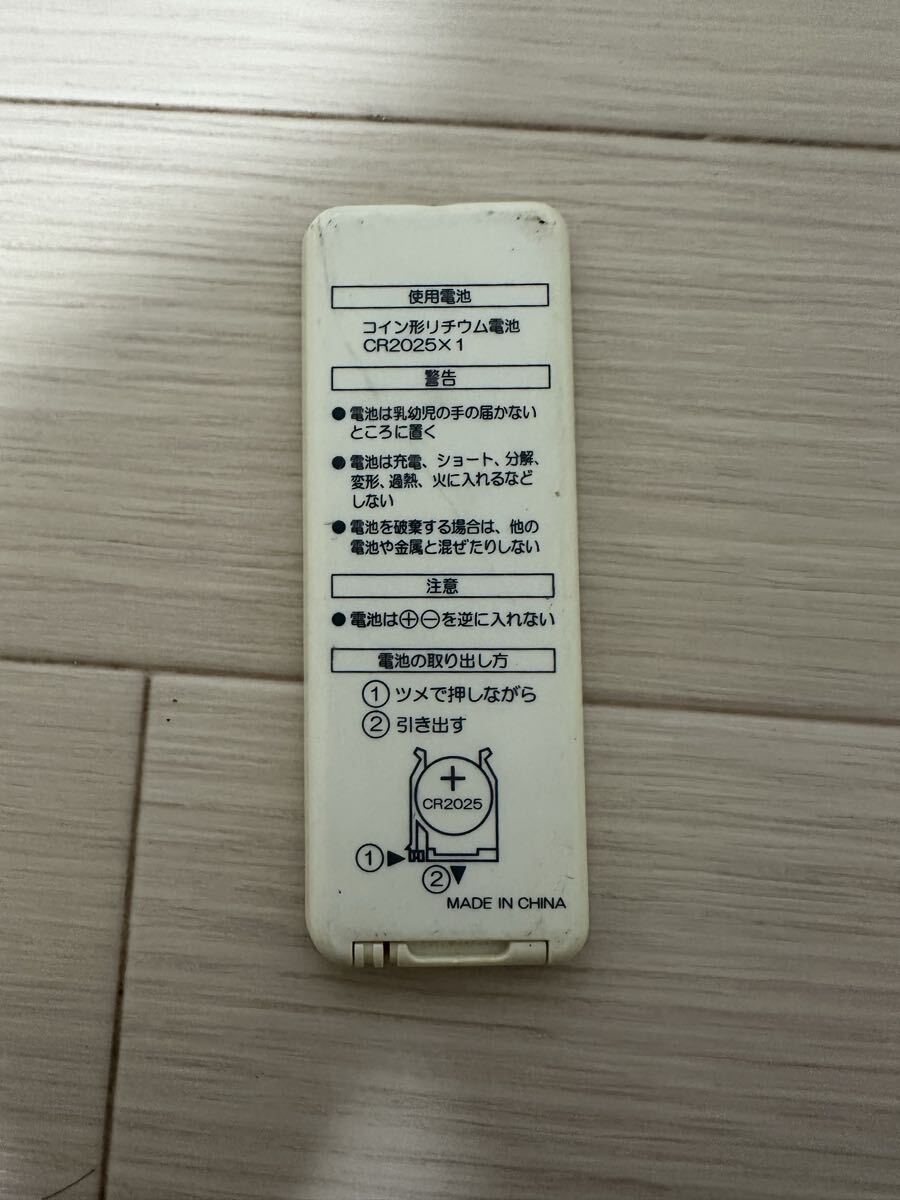 使用電池
コイン形リチウム電池
CR2025×1
警告
●電池は乳幼児の手の届かない
ところに置く
●電池は充電、ショート、分解、
変形、過熱、火に入れるなど
しない
●電池を破棄する場合は、他の
電池や金属と混ぜたりしない
注意
●電池は⊕⊖を逆に入れない
電池の取り出し方
①ツメで押しながら
②引き出す
+
CR2025
①▶
②▼
MADE IN CHINA